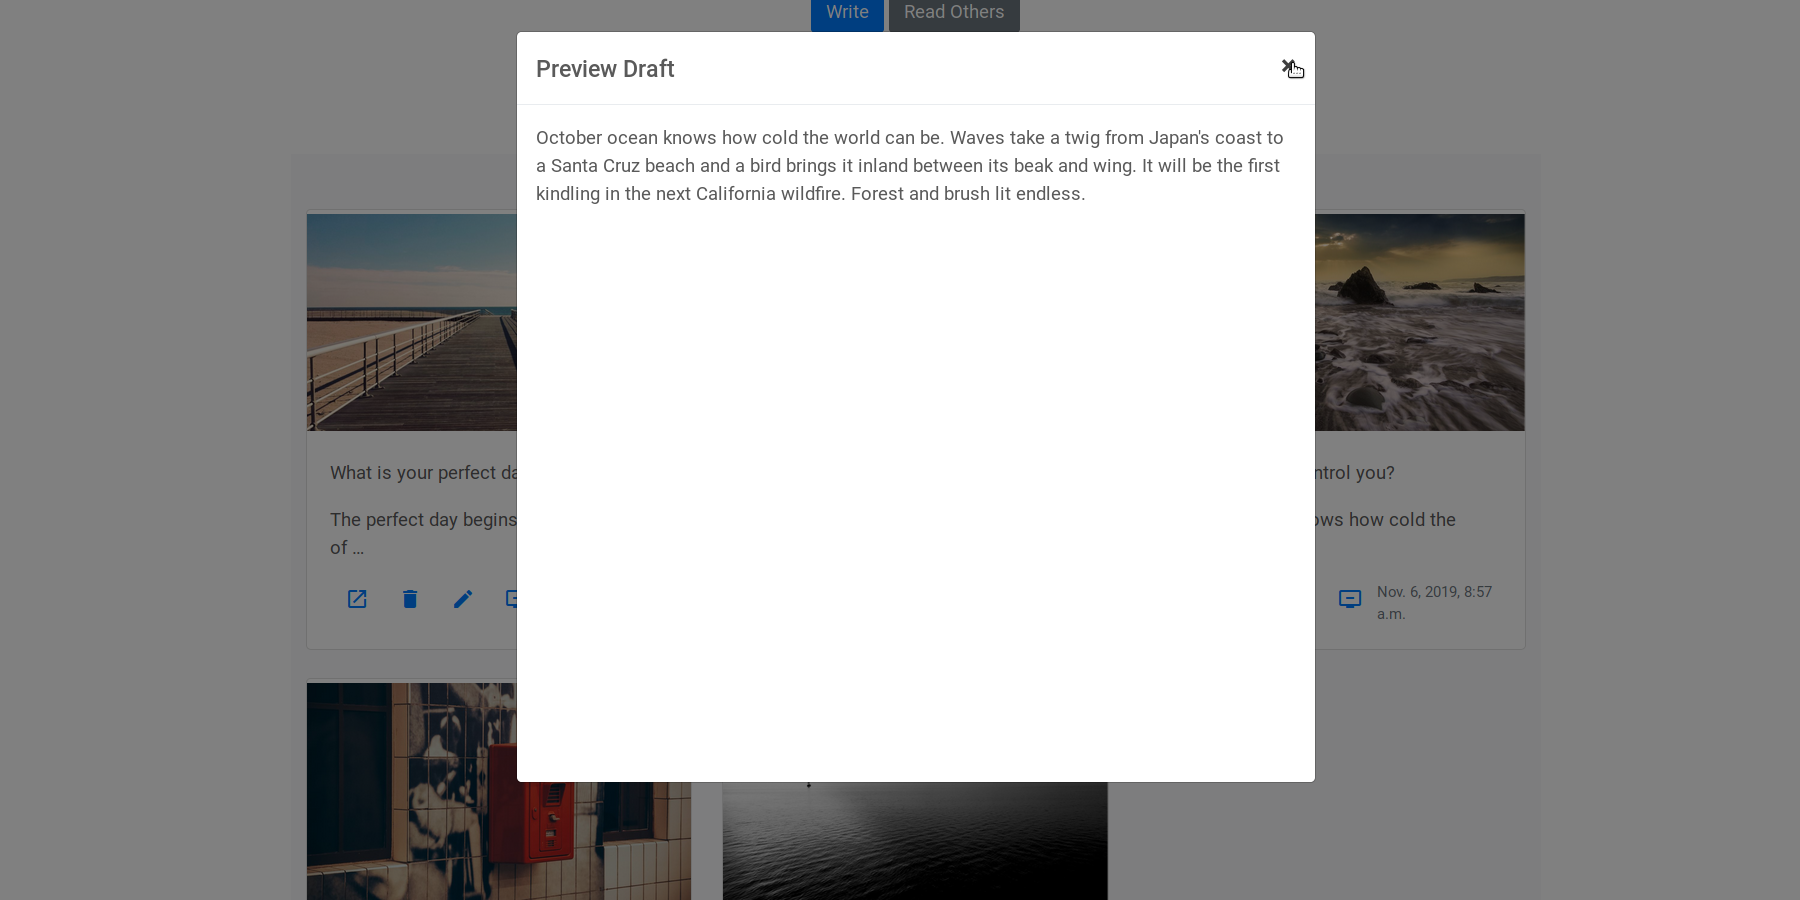 Write Read Others
Preview Draft
October ocean knows how cold the world can be. Waves take a twig from Japan's coast to
a Santa Cruz beach and a bird brings it inland between its beak and wing. It will be the first
kindling in the next California wildfire. Forest and brush lit endless.
What is your perfect
The perfect day begins
of …
you?
how cold the
Nov. 6, 2019, 8:57
a.m.